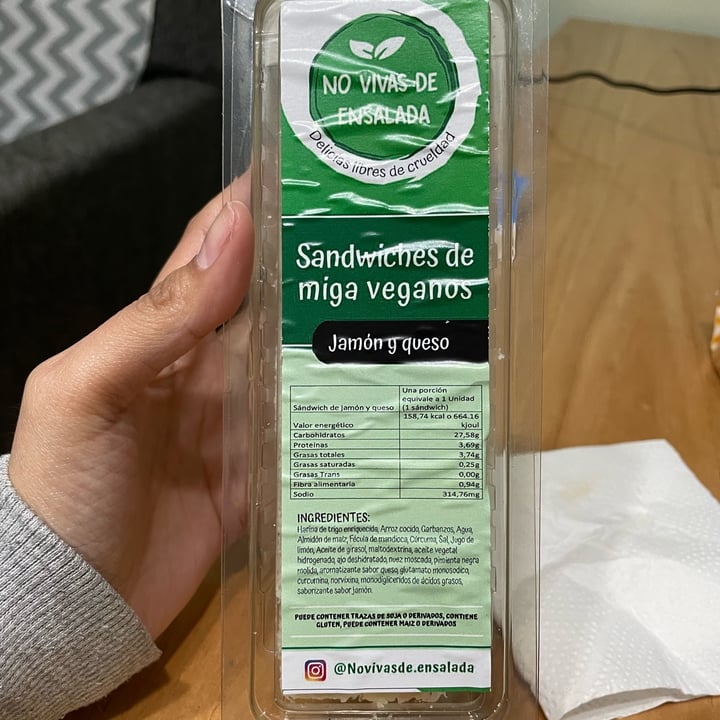 NO VIVAS DE
ENSALADA
Delicias libres de crueldad
Sandwiches de
miga veganos
Jamón y queso
Sándwich de Jamón y queso
Una porción
equivale a 1 Unidad
(1 sándwich)
Valor energético 158,74 kcal o 664.16
kjoul
Carbohidratos 27,58g
Proteinas 3,69g
Grasas totales 3,74g
Grasas saturadas 0,25g
Grasas Trans 0,00g
Fibra alimentaria 0,94g
Sodio 314,76mg
INGREDIENTES:
Harina de trigo enriquecida, Arroz cocido, Garbanzos, Agua,
Almidón de maíz, Fécula de mandioca, Cúrcuma, Sal, Jugo de
limón, Aceite de girasol, maltodextrina, aceite vegetal
hidrogenado, ajo deshidratado, nuez moscada, pimienta negra
molida, aromatizante sabor queso, glutamato monosodico,
curcumina, norvixina, monodigliceridos de ácidos grasos,
saborizante sabor jamón.
PUEDE CONTENER TRAZAS DE SOJA O DERIVADOS, CONTIENE
GLUTEN, PUEDE CONTENER MAIZ O DERIVADOS
@Novivasde.ensalada